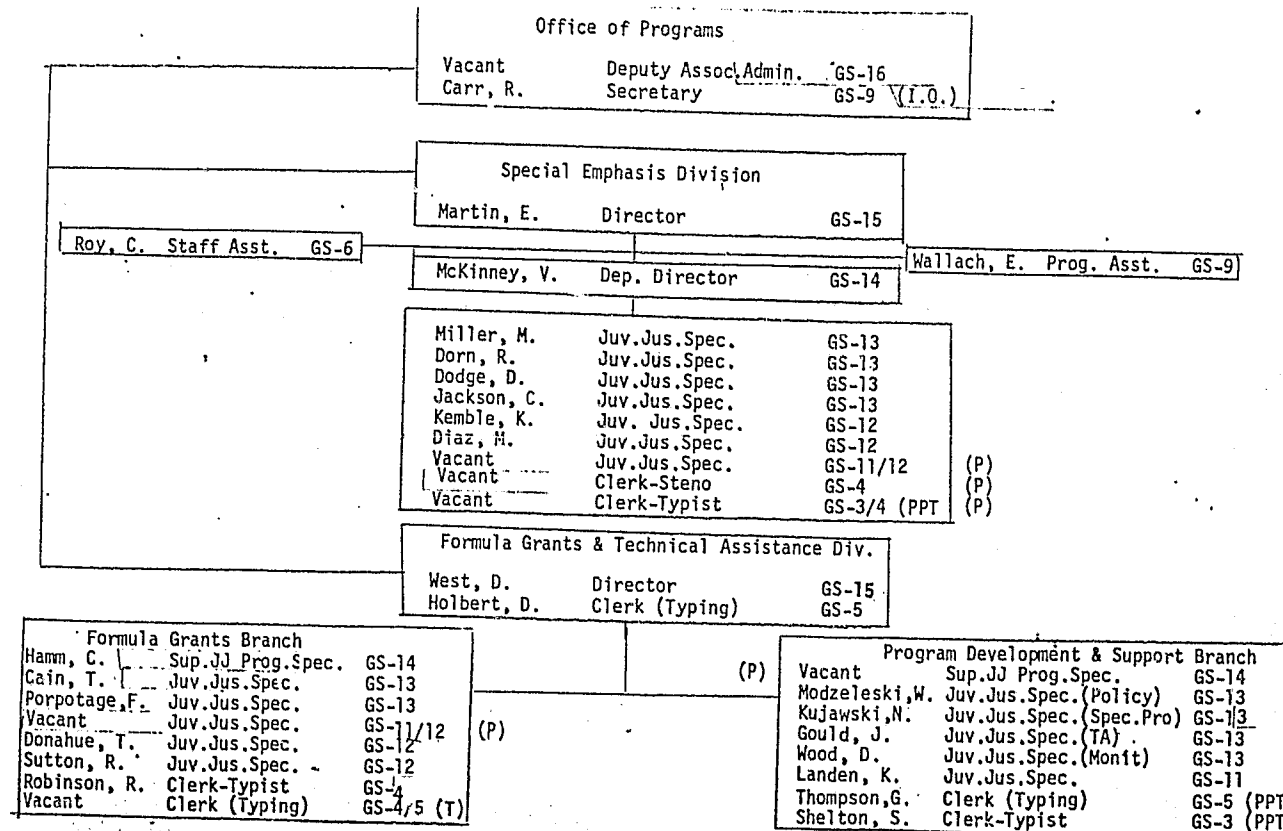 Office of Programs
Vacant Deputy Assoc. Admin. GS-16
Carr, R. Secretary GS-9 (I.O.)
Special Emphasis Division
Martin, E. Director GS-15
Roy, C. Staff Asst. GS-6
Wallach, E. Prog. Asst. GS-9
McKinney, V. Dep. Director GS-14
Miller, M. Juv.Jus.Spec. GS-13
Dorn, R. Juv.Jus.Spec. GS-13
Dodge, D. Juv.Jus.Spec. GS-13
Jackson, C. Juv.Jus.Spec. GS-13
Kemble, K. Juv. Jus.Spec. GS-12
Diaz, M. Juv.Jus.Spec. GS-12
Vacant Juv.Jus.Spec. GS-11/12 (P)
Vacant Clerk-Steno GS-4 (P)
Vacant Clerk-Typist GS-3/4 (PPT (P)
Formula Grants & Technical Assistance Div.
West, D. Director GS-15
Holbert, D. Clerk (Typing) GS-5
Formula Grants Branch
Hamm, C. Sup.JJ Prog.Spec. GS-14
Cain, T. Juv.Jus.Spec. GS-13
Porpotage,F. Juv.Jus.Spec. GS-13
Vacant Juv.Jus.Spec. GS-11/12 (P)
Donahue, T. Juv.Jus.Spec. GS-12
Sutton, R. Juv.Jus.Spec. GS-12
Robinson, R. Clerk-Typist GS-4
Vacant Clerk (Typing) GS-4/5 (T)
Program Development & Support Branch
(P) Vacant Sup.JJ Prog.Spec. GS-14
Modzeleski,W. Juv.Jus.Spec.(Policy) GS-13
Kujawski,N. Juv.Jus.Spec.(Spec.Pro) GS-13
Gould, J. Juv.Jus.Spec.(TA) GS-13
Wood, D. Juv.Jus.Spec.(Monit) GS-13
Landen, K. Juv.Jus.Spec. GS-11
Thompson,G. Clerk (Typing) GS-5 (PPT
Shelton, S. Clerk-Typist GS-3 (PPT